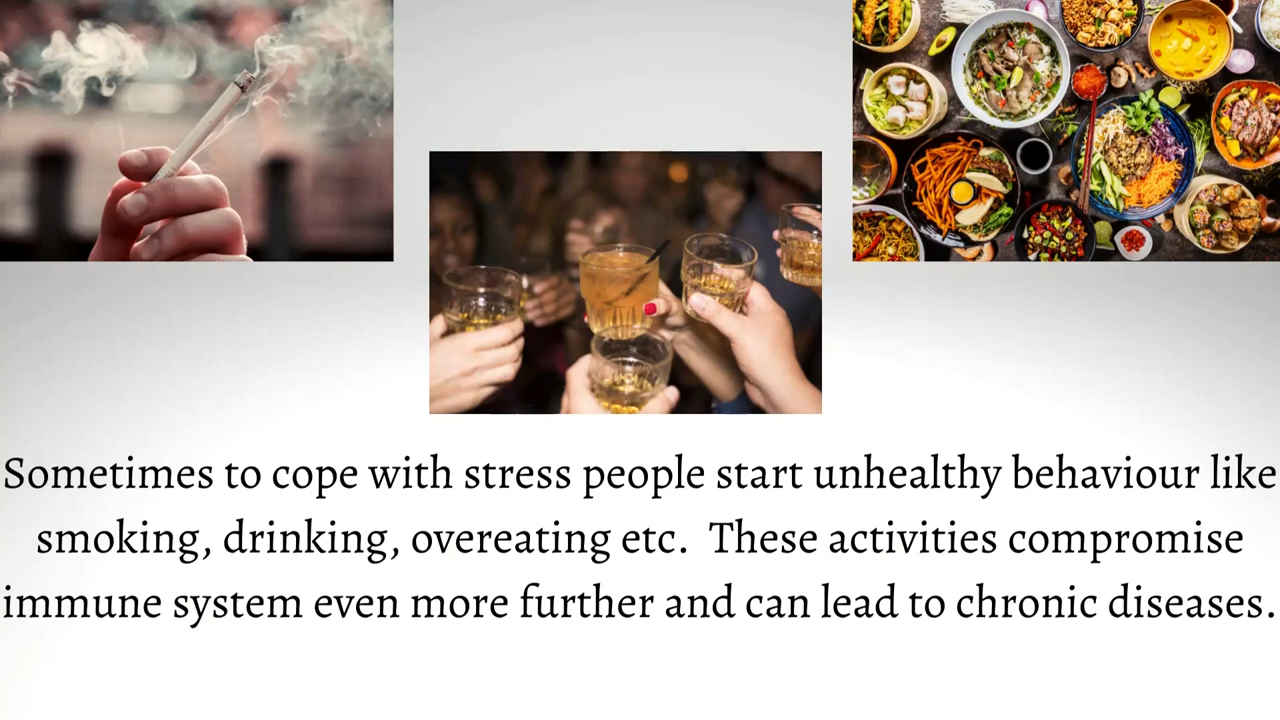 Sometimes to cope with stress people start unhealthy behaviour like
smoking, drinking, overeating etc.  These activities compromise
immune system even more further and can lead to chronic diseases.